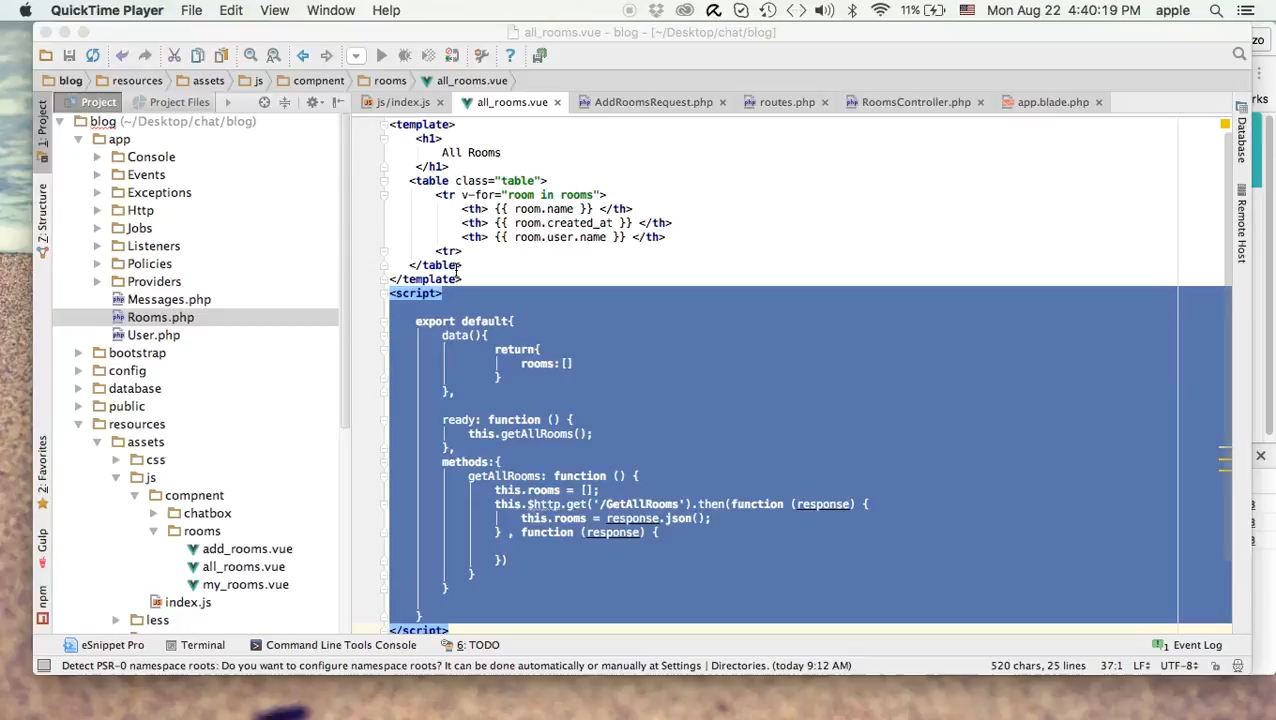 QuickTime Player File Edit View Window Help 11% Mon Aug 22 4:40:19 PM apple
all_rooms.vue - blog - [~/Desktop/chat/blog]
blog resources assets js compnent rooms all_rooms.vue
Project Project Files js/index.js all_rooms.vue AddRoomsRequest.php routes.php RoomsController.php app.blade.php
blog (~/Desktop/chat/blog)
app
Console
Events
Exceptions
Http
Jobs
Listeners
Policies
Providers
Messages.php
Rooms.php
User.php
bootstrap
config
database
public
resources
assets
css
js
compnent
chatbox
rooms
add_rooms.vue
all_rooms.vue
my_rooms.vue
index.js
less
1: Project
Z: Structure
2: Favorites
Gulp
npm
<template>
<h1>
All Rooms
</h1>
<table class="table">
<tr v-for="room in rooms">
<th> {{ room.name }} </th>
<th> {{ room.created_at }} </th>
<th> {{ room.user.name }} </th>
<tr>
</table>
</template>
<script>
export default{
data(){
return{
rooms:[]
}
},
ready: function () {
this.getAllRooms();
},
methods:{
getAllRooms: function () {
this.rooms = [];
this.$http.get('/GetAllRooms').then(function (response) {
this.rooms = response.json();
} , function (response) {
})
}
}
}
</script>
Database
Remote Host
eSnippet Pro Terminal Command Line Tools Console 6: TODO 1 Event Log
Detect PSR-0 namespace roots: Do you want to configure namespace roots? It can be done automatically or manually at Settings | Directories. (today 9:12 AM) 520 chars, 25 lines 37:1 LF÷ UTF-8÷